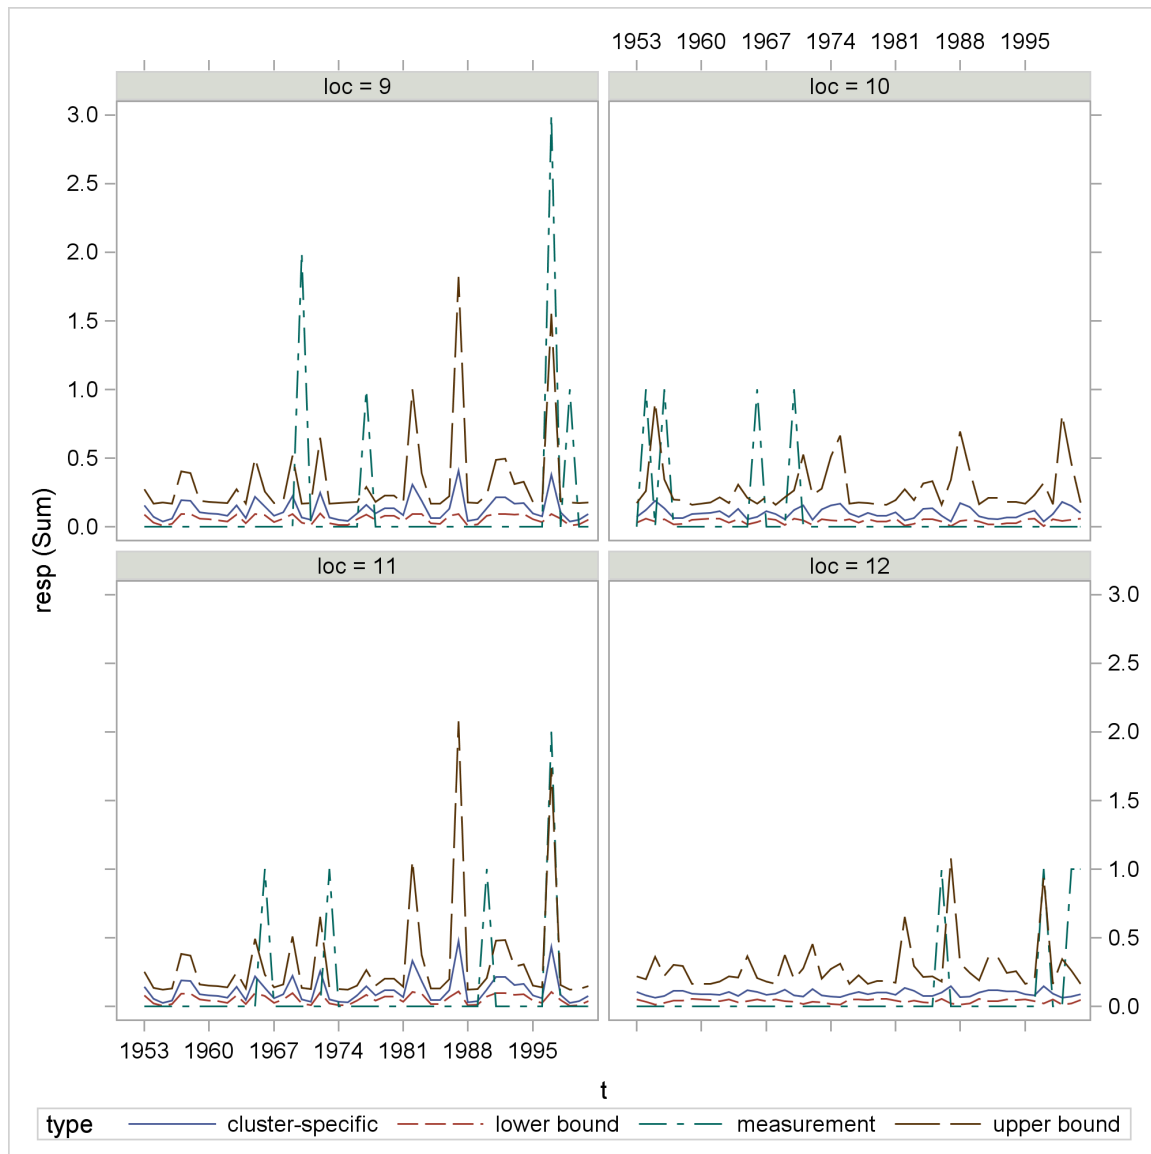 1953 1960 1967 1974 1981 1988 1995
loc = 9
loc = 10
3.0
2.5
2.0
1.5
1.0
0.5
0.0
resp (Sum)
loc = 11
loc = 12
3.0
2.5
2.0
1.5
1.0
0.5
0.0
1953 1960 1967 1974 1981 1988 1995
t
type cluster-specific lower bound measurement upper bound